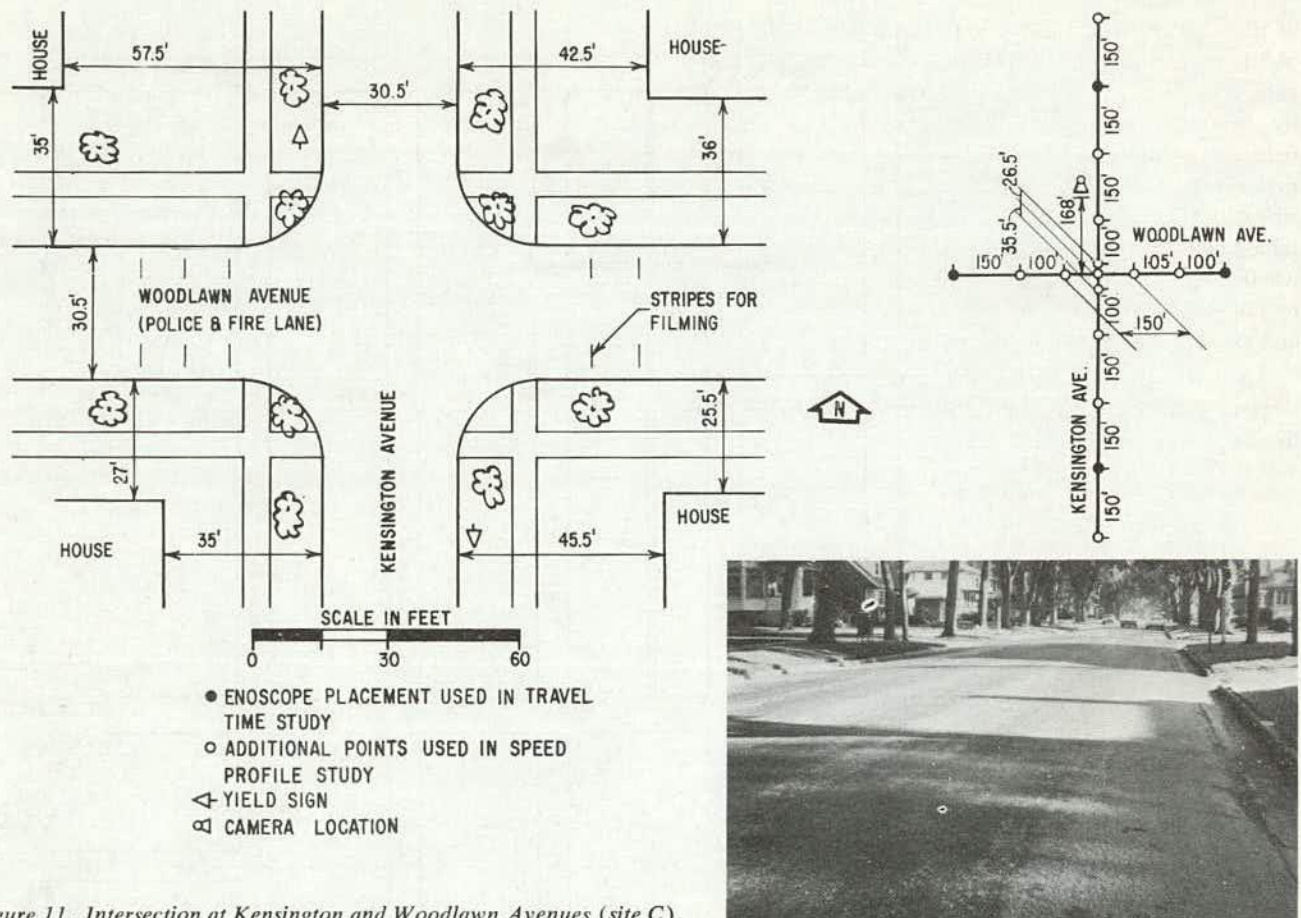 HOUSE
57.5'
42.5'
HOUSE
30.5'
35'
36'
WOODLAWN AVENUE
(POLICE & FIRE LANE)
30.5'
STRIPES FOR
FILMING
N
27'
25.5'
HOUSE
35'
KENSINGTON AVENUE
45.5'
HOUSE
SCALE IN FEET
0 30 60
● ENOSCOPE PLACEMENT USED IN TRAVEL
TIME STUDY
○ ADDITIONAL POINTS USED IN SPEED
PROFILE STUDY
YIELD SIGN
CAMERA LOCATION
150'
150'
150'
26.5'
35.5'
168'
100'
WOODLAWN AVE.
150' 100' 105' 100'
100'
150'
150'
KENSINGTON AVE.
150'
150'
gure 11. Intersection at Kensington and Woodlawn Avenues (site C).